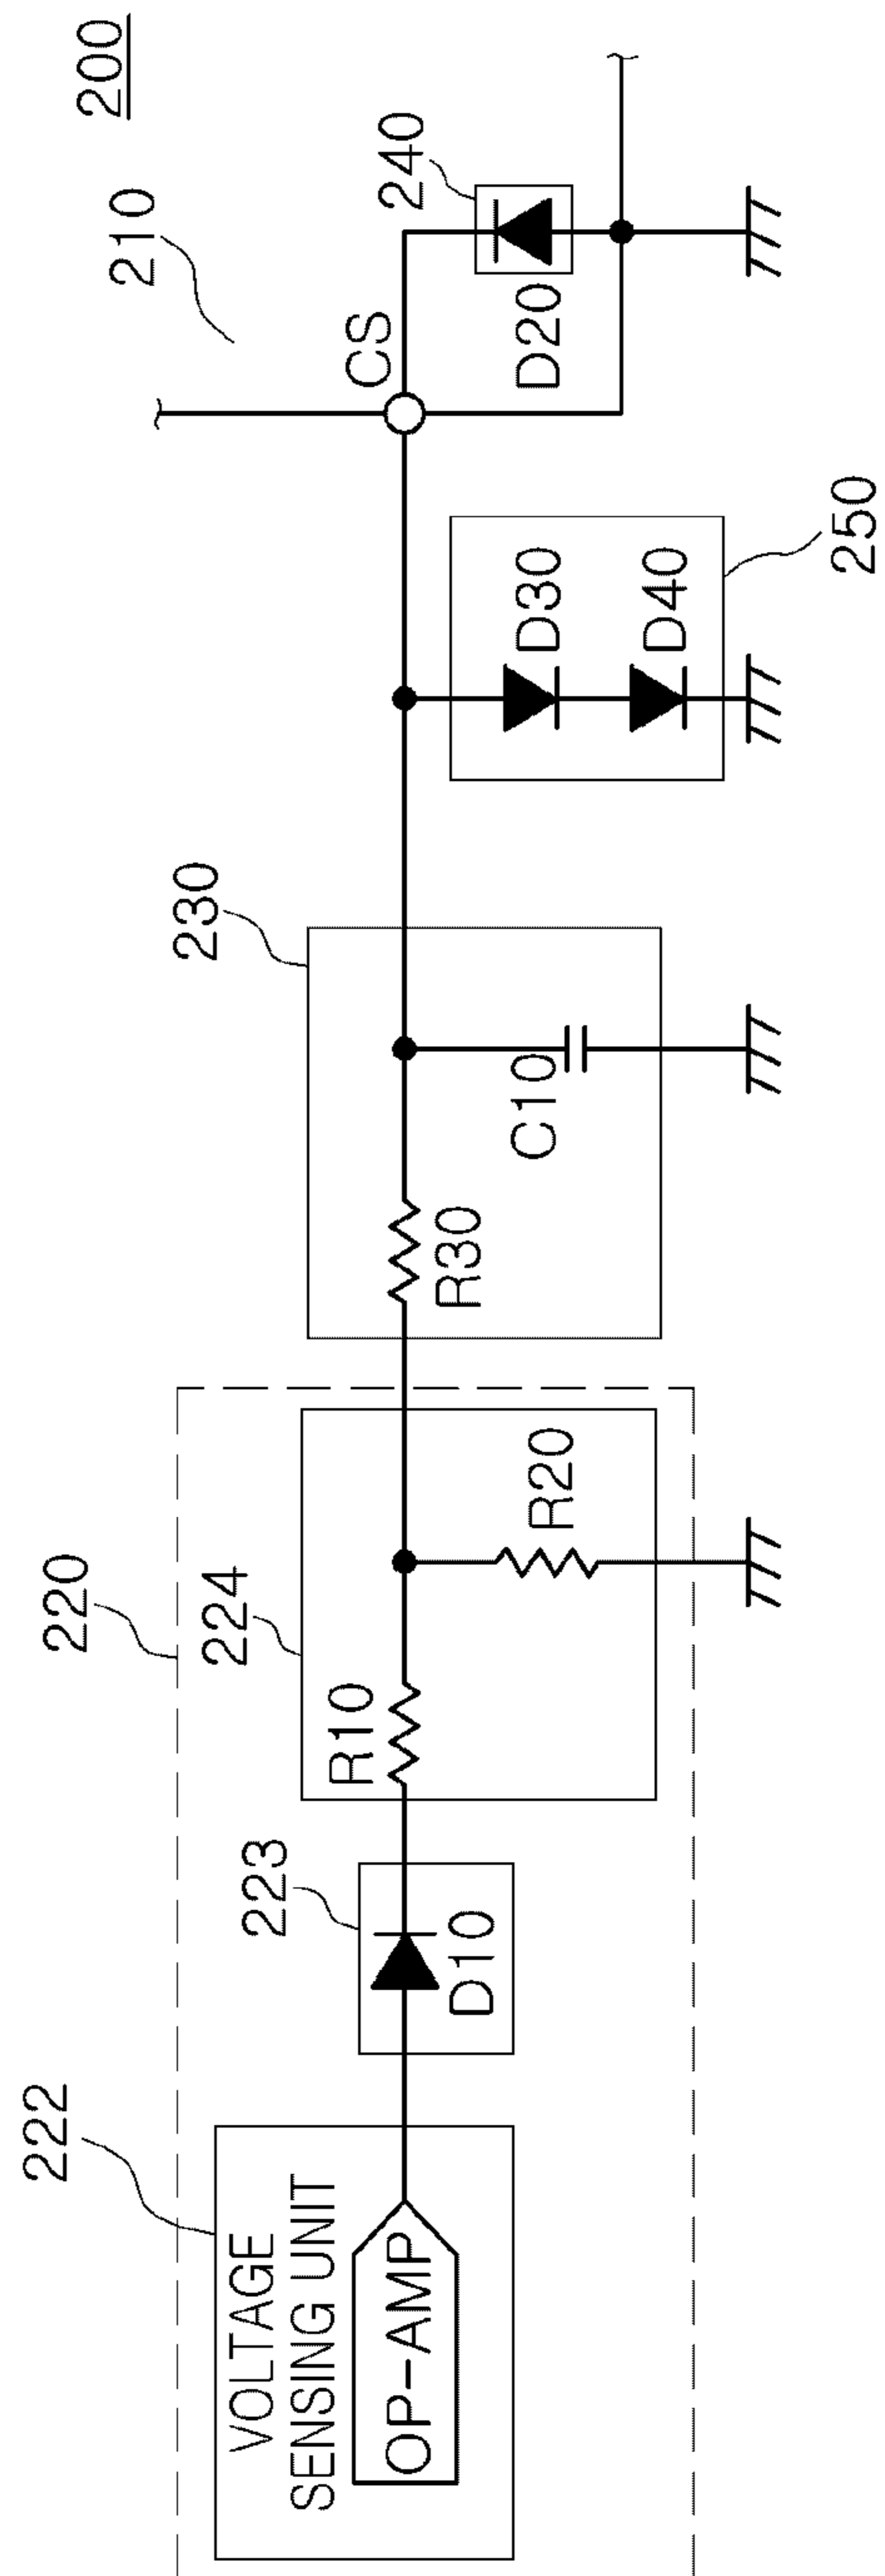 200
210
220
222
VOLTAGE
SENSING UNIT
OP-AMP
223
D10
224
R10
R20
230
R30
C10
250
D30
D40
CS
240
D20